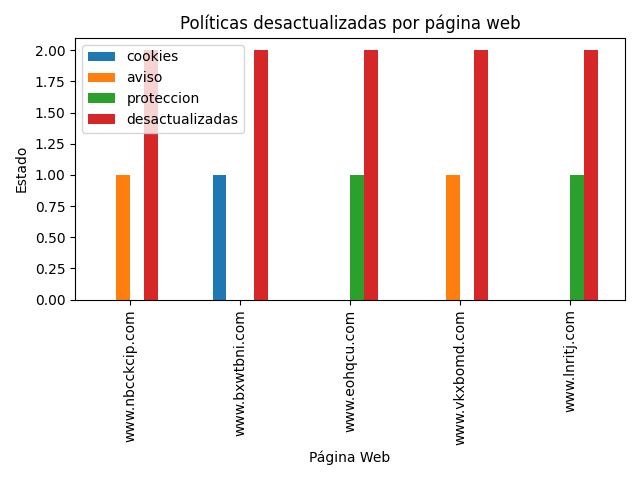 Políticas desactualizadas por página web
cookies
aviso
proteccion
desactualizadas
Estado
2.00
1.75
1.50
1.25
1.00
0.75
0.50
0.25
0.00
www.nbcckcip.com
www.bxwtbni.com
www.eohqcu.com
www.vkxbomd.com
www.lnritj.com
Página Web